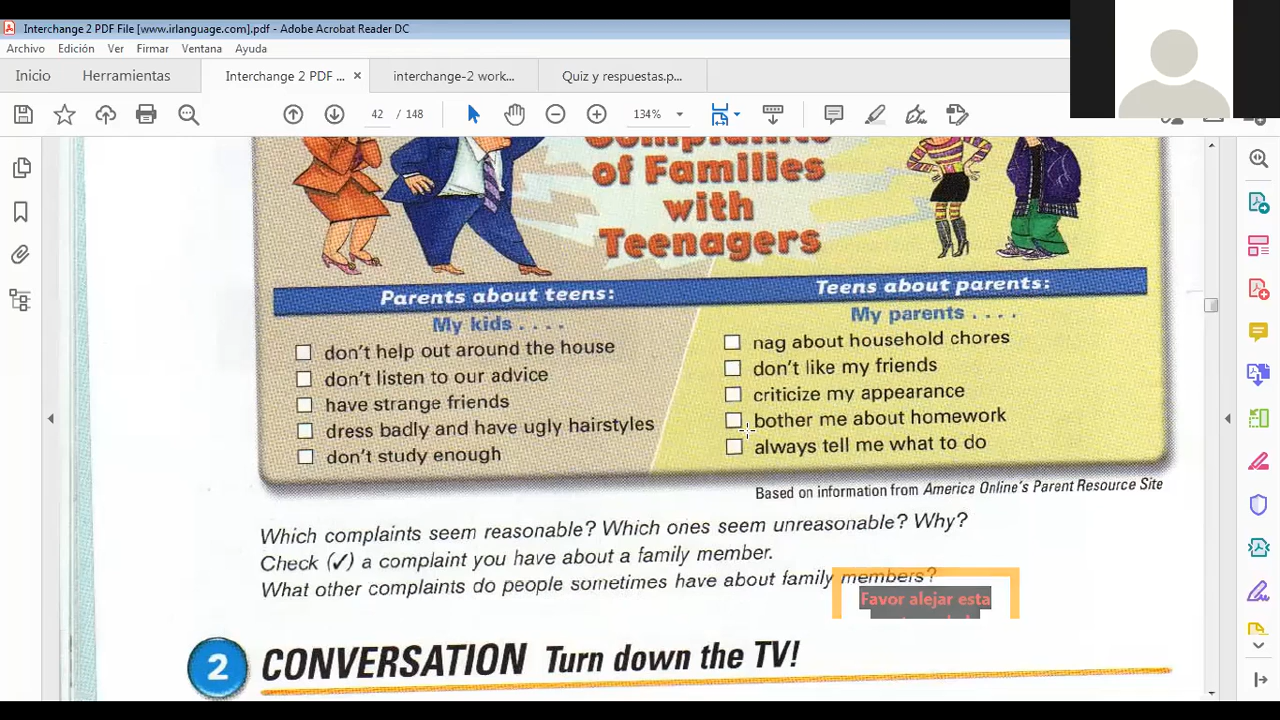 Interchange 2 PDF File [www.irlanguage.com].pdf - Adobe Acrobat Reader DC
Archivo Edición Ver Firmar Ventana Ayuda
Inicio Herramientas Interchange 2 PDF ... × interchange-2 work... Quiz y respuestas.p...
42 / 148 134%
Complaints
of Families
with
Teenagers
Parents about teens:
My kids . . . .
don't help out around the house
don't listen to our advice
have strange friends
dress badly and have ugly hairstyles
don't study enough
Teens about parents:
My parents . . . .
nag about household chores
don't like my friends
criticize my appearance
bother me about homework
always tell me what to do
Based on information from America Online's Parent Resource Site
Which complaints seem reasonable? Which ones seem unreasonable? Why?
Check (✓) a complaint you have about a family member.
What other complaints do people sometimes have about family members?
Favor alejar esta
2 CONVERSATION Turn down the TV!